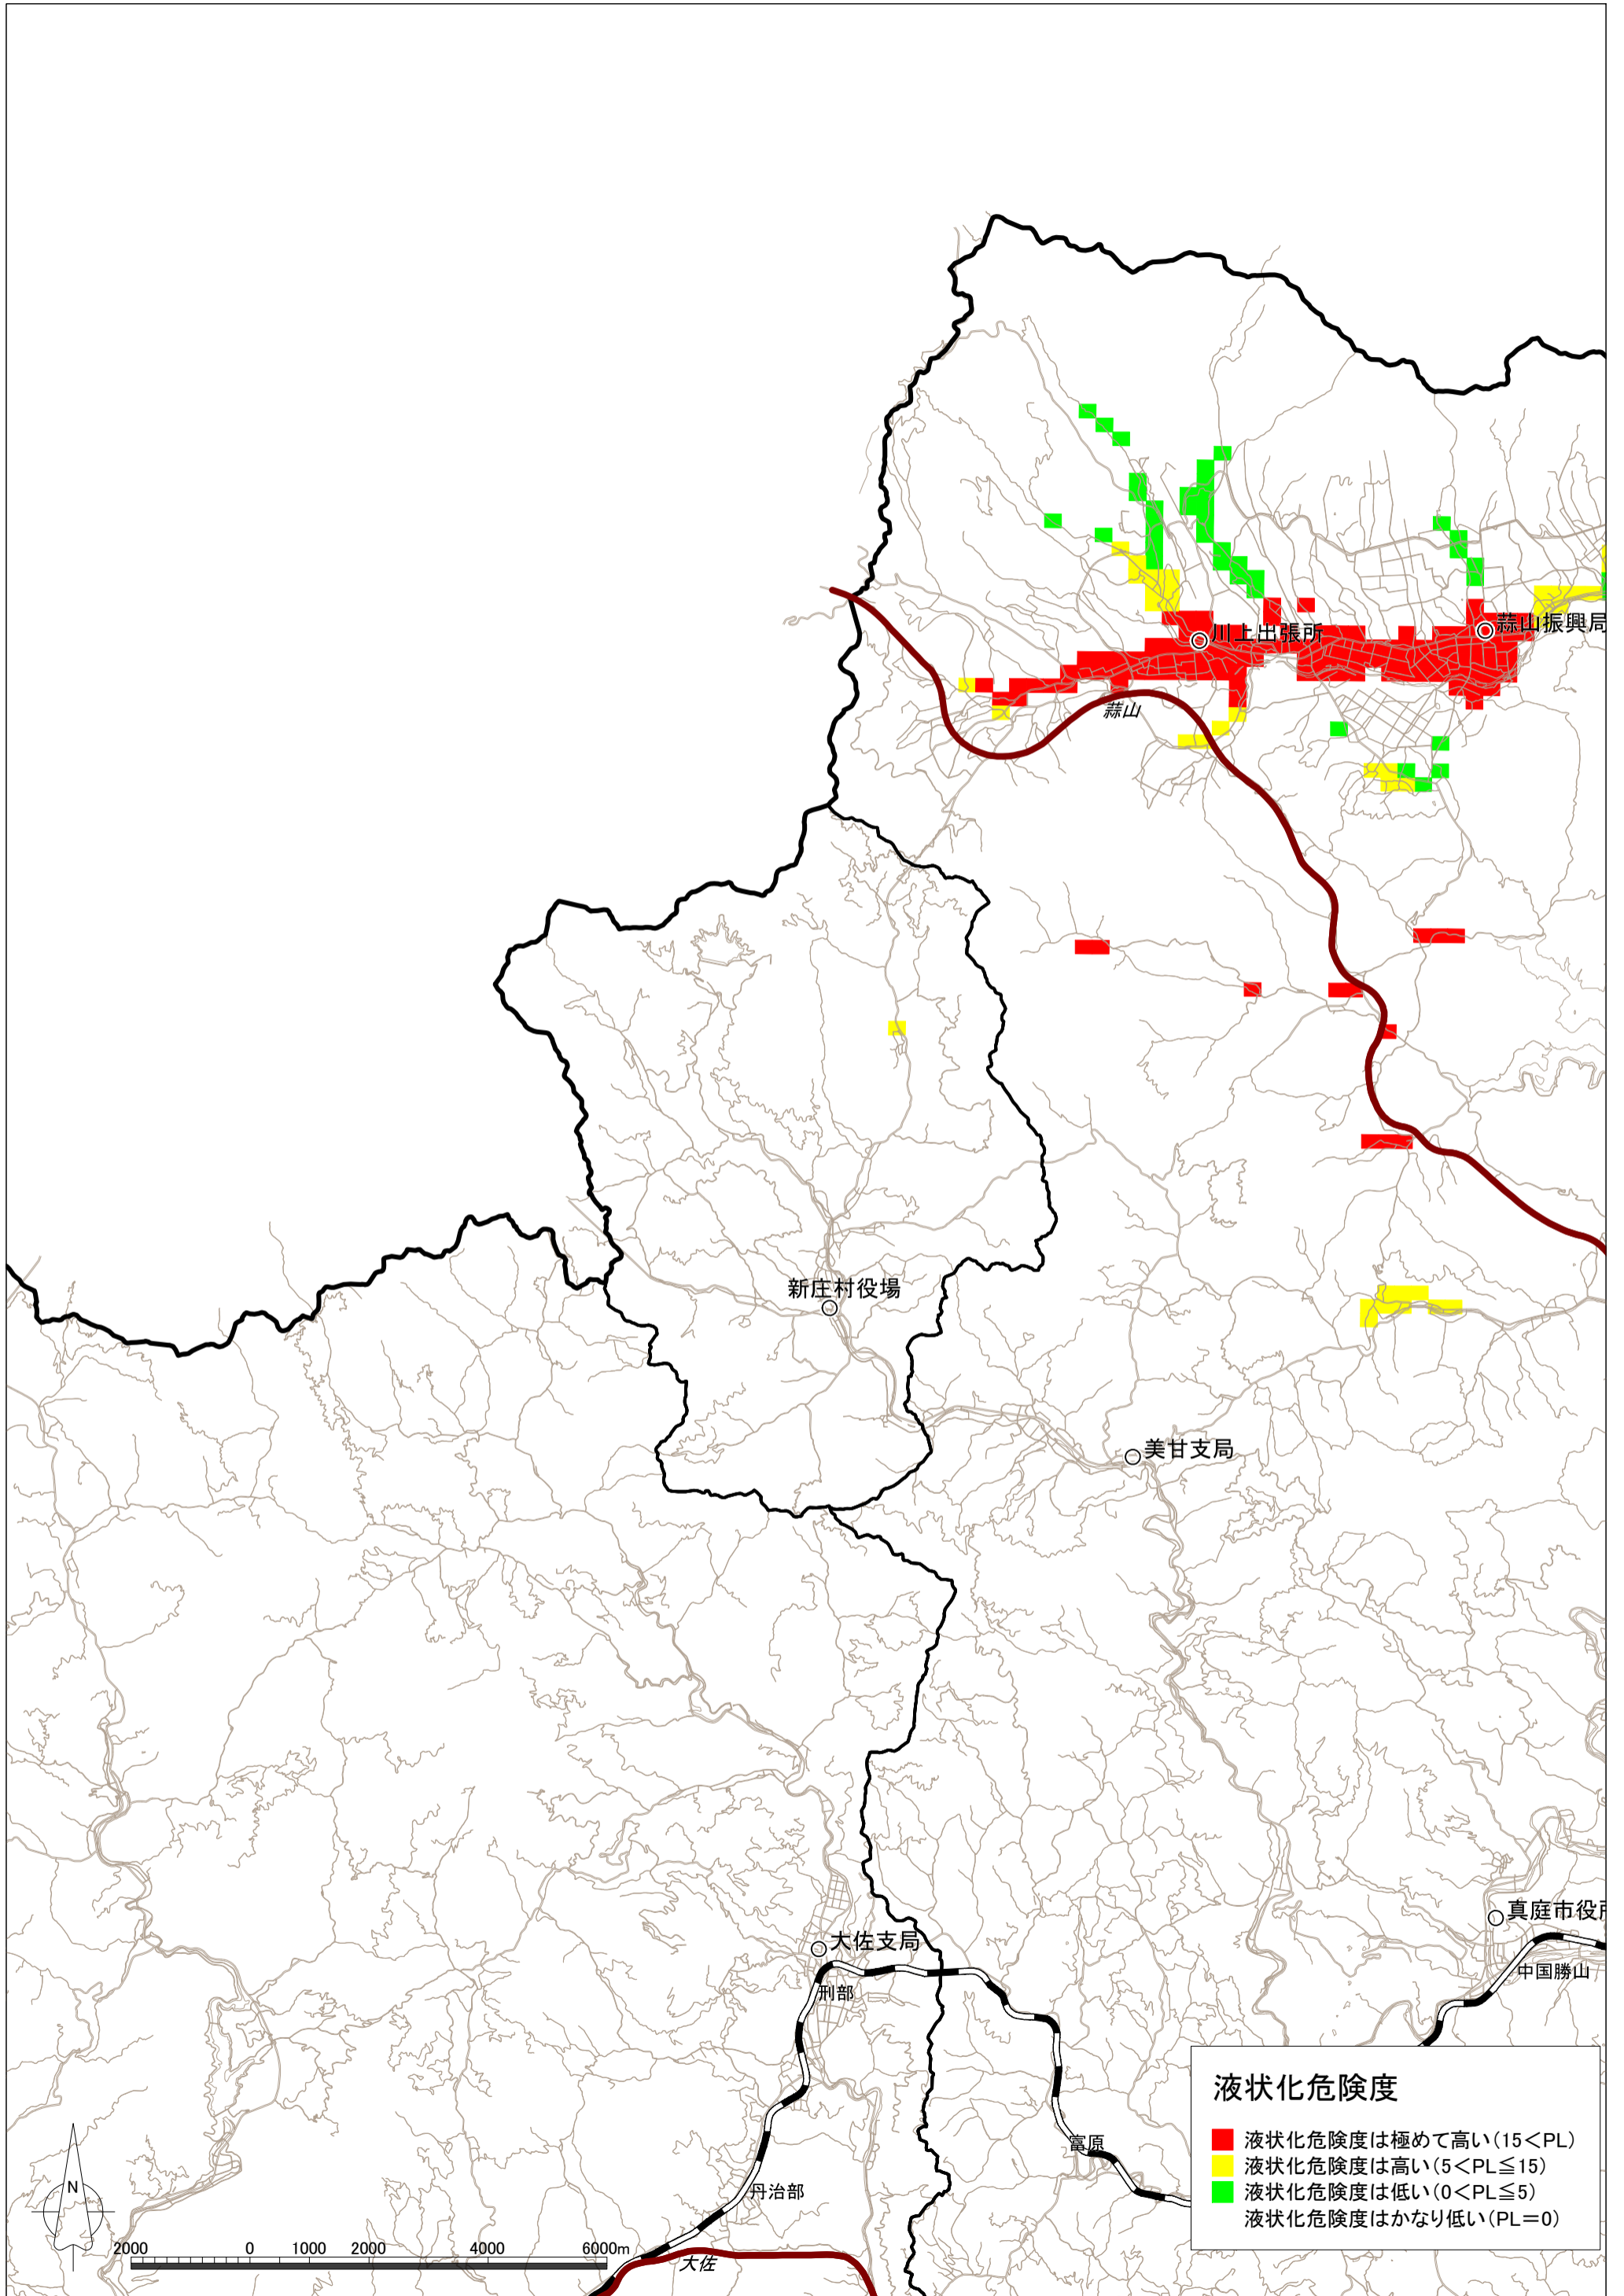 川上出張所
蒜山振興局
蒜山
新庄村役場
美甘支局
真庭市役所
中国勝山
大佐支局
刑部
富原
丹治部
大佐
N
2000 0 1000 2000 4000 6000m
液状化危険度
液状化危険度は極めて高い(15<PL)
液状化危険度は高い(5<PL≦15)
液状化危険度は低い(0<PL≦5)
液状化危険度はかなり低い(PL=0)